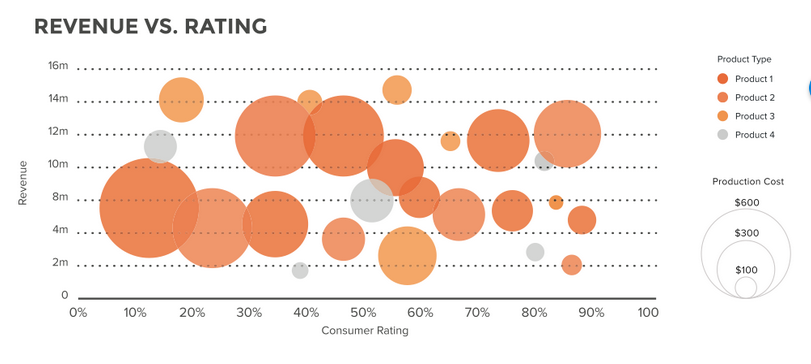 REVENUE VS. RATING
16m
14m
12m
10m
8m
4m
2m
0
Revenue
0% 10% 20% 30% 40% 50% 60% 70% 80% 90% 100
Consumer Rating
Product Type
Product 1
Product 2
Product 3
Product 4
Production Cost
$600
$300
$100